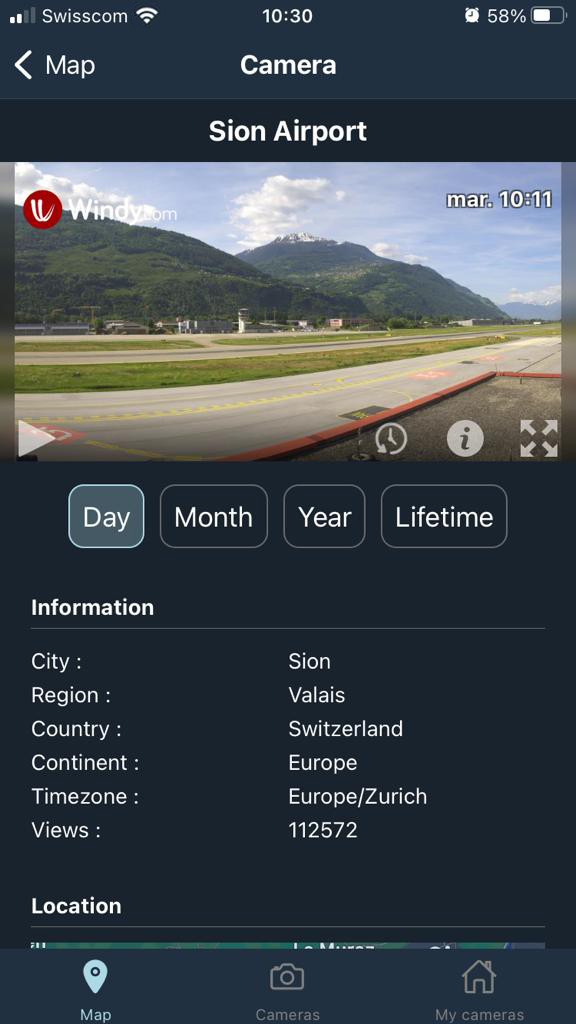 Swisscom 10:30 58%
Map Camera
Sion Airport
Windy.com mar. 10:11
Day Month Year Lifetime
Information
City : Sion
Region : Valais
Country : Switzerland
Continent : Europe
Timezone : Europe/Zurich
Views : 112572
Location
Map Cameras My cameras